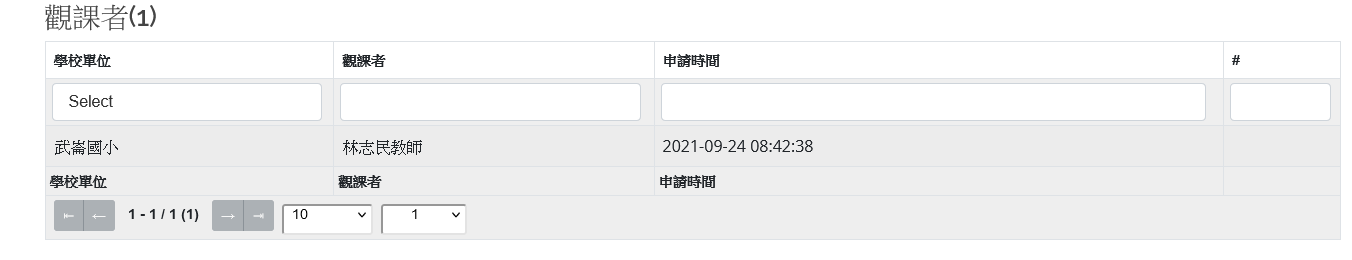 觀課者(1)
學校單位 觀課者 申請時間 #
Select
武崙國小 林志民教師 2021-09-24 08:42:38
學校單位 觀課者 申請時間
⇤ ← 1 - 1 / 1 (1) → ⇥ 10 1